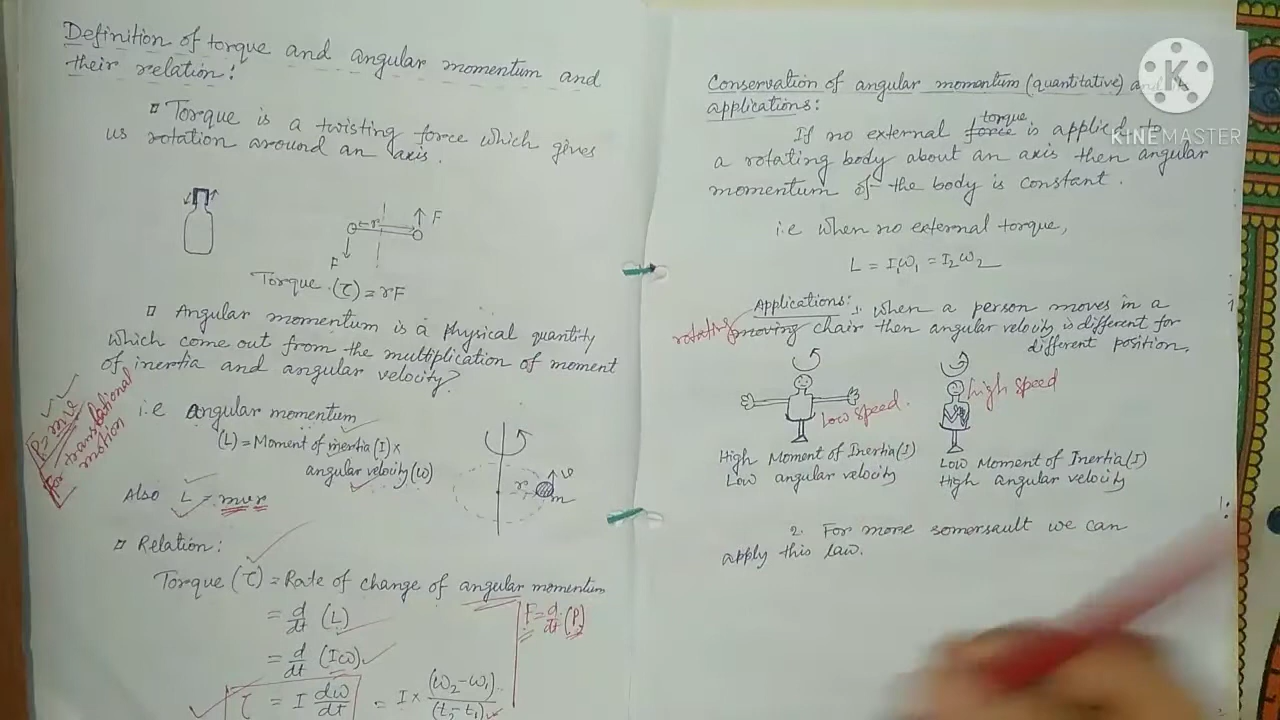 Definition of torque and angular momentum and
their relation:
Torque is a twisting force which gives
us rotation around an axis.
r
F
F
Torque (τ) = rF
Angular momentum is a physical quantity
which come out from the multiplication of moment
of inertia and angular velocity?
P = mv
For translational
motion
i.e angular momentum
(L) = Moment of inertia (I) ×
angular velocity (ω)
Also L = mvr
v
r
m
Relation:
Torque (τ) = Rate of change of angular momentum
= d/dt (L)
= d/dt (Iω)
F = d/dt (P)
τ = I dω/dt = I × (ω2 - ω1)/(t2 - t1)
Conservation of angular momentum (quantitative) and
applications:
torque
If no external force is applied to
a rotating body about an axis then angular
momentum of the body is constant.
i.e when no external torque,
L = I1ω1 = I2ω2
Applications: 1. When a person moves in a
rotating moving chair then angular velocity is different for
different position.
Low speed.
high speed
High Moment of Inertia (I)
Low angular velocity
Low Moment of Inertia (I)
High angular velocity
2. For more somersault we can
apply this law.
K
KINEMASTER